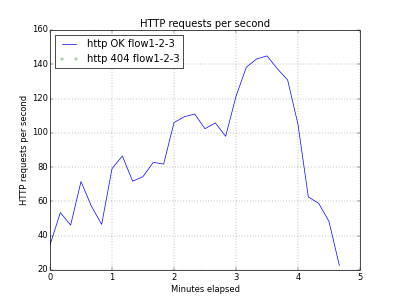 HTTP requests per second
160
140
120
100
80
60
40
20
HTTP requests per second
http OK flow1-2-3
http 404 flow1-2-3
0
1
2
3
4
5
Minutes elapsed